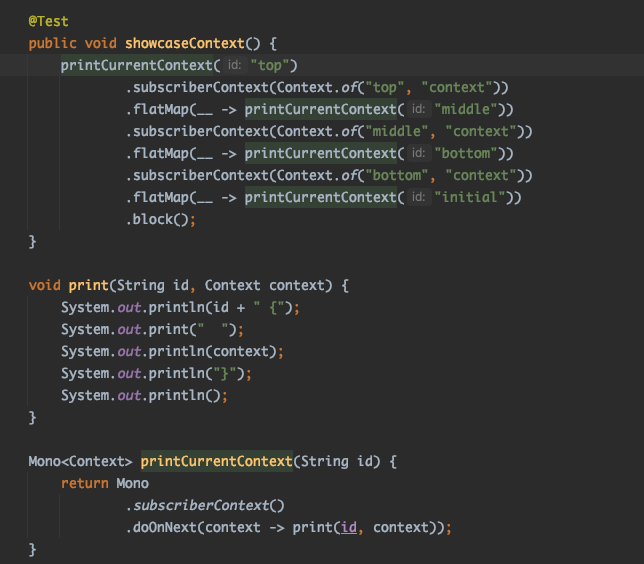 @Test
public void showcaseContext() {
    printCurrentContext( id: "top")
            .subscriberContext(Context.of("top", "context"))
            .flatMap(__ -> printCurrentContext( id: "middle"))
            .subscriberContext(Context.of("middle", "context"))
            .flatMap(__ -> printCurrentContext( id: "bottom"))
            .subscriberContext(Context.of("bottom", "context"))
            .flatMap(__ -> printCurrentContext( id: "initial"))
            .block();
}

void print(String id, Context context) {
    System.out.println(id + " {");
    System.out.print("  ");
    System.out.println(context);
    System.out.println("}");
    System.out.println();
}

Mono<Context> printCurrentContext(String id) {
    return Mono
            .subscriberContext()
            .doOnNext(context -> print(id, context));
}